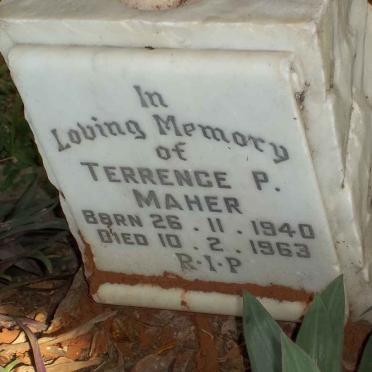 In
Loving Memory
of
TERRENCE P.
MAHER
BORN 26 . 11 . 1940
DIED 10 . 2 . 1963
R·I·P